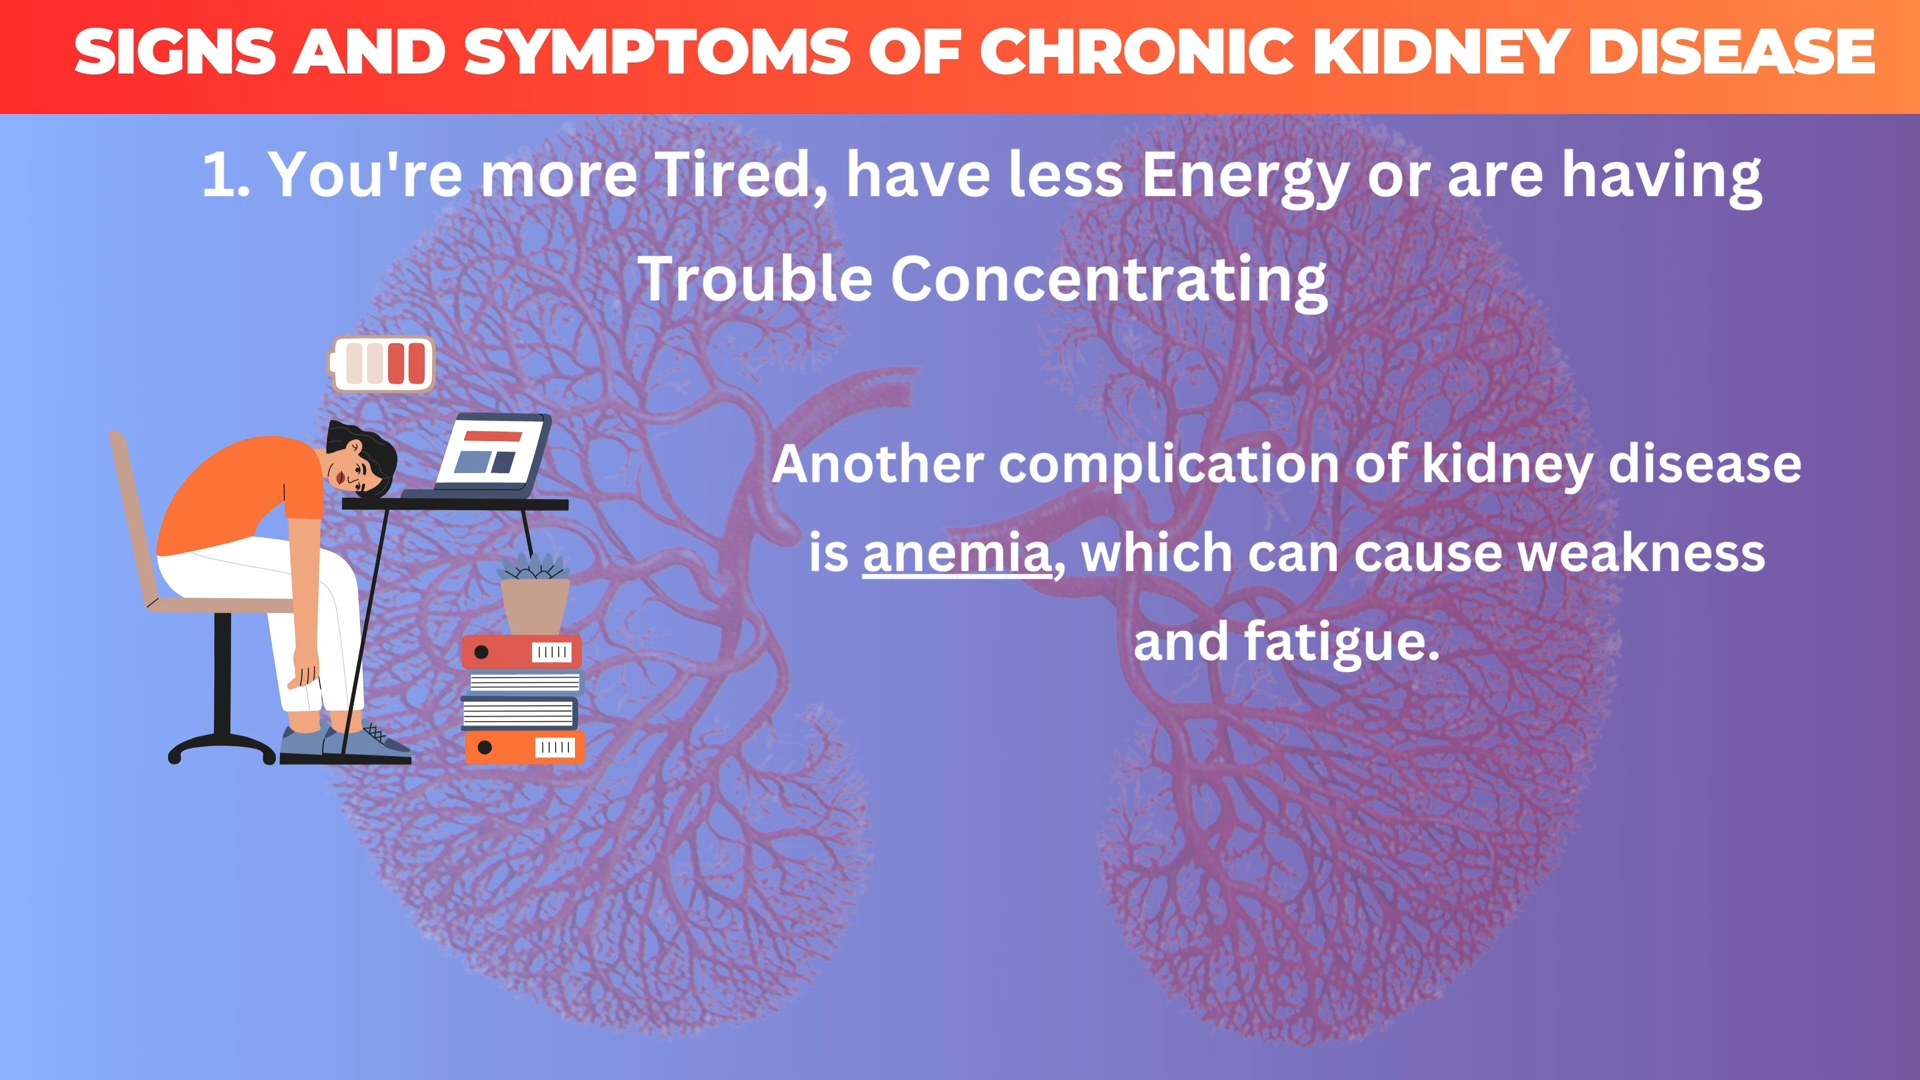 SIGNS AND SYMPTOMS OF CHRONIC KIDNEY DISEASE
1. You're more Tired, have less Energy or are having
Trouble Concentrating
Another complication of kidney disease
is anemia, which can cause weakness
and fatigue.